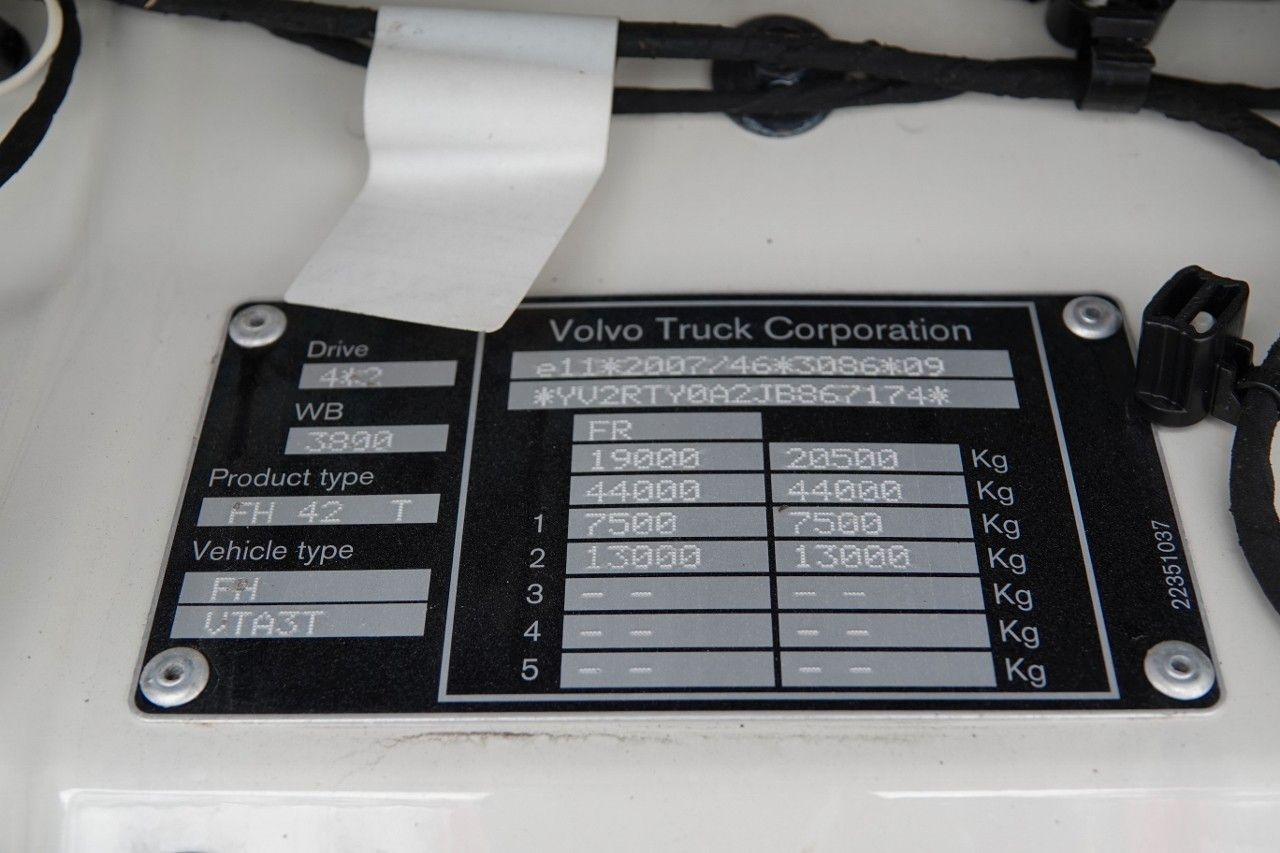 Drive
4*2
WB
3800
Product type
FH 42 T
Vehicle type
FH
VTA3T
Volvo Truck Corporation
e11*2007/46*3086*09
*YV2RTY0A2JB867174*
FR
19000 20500 Kg
44000 44000 Kg
1 7500 7500 Kg
2 13000 13000 Kg
3 -- -- Kg
4 -- -- Kg
5 -- -- Kg
22351037